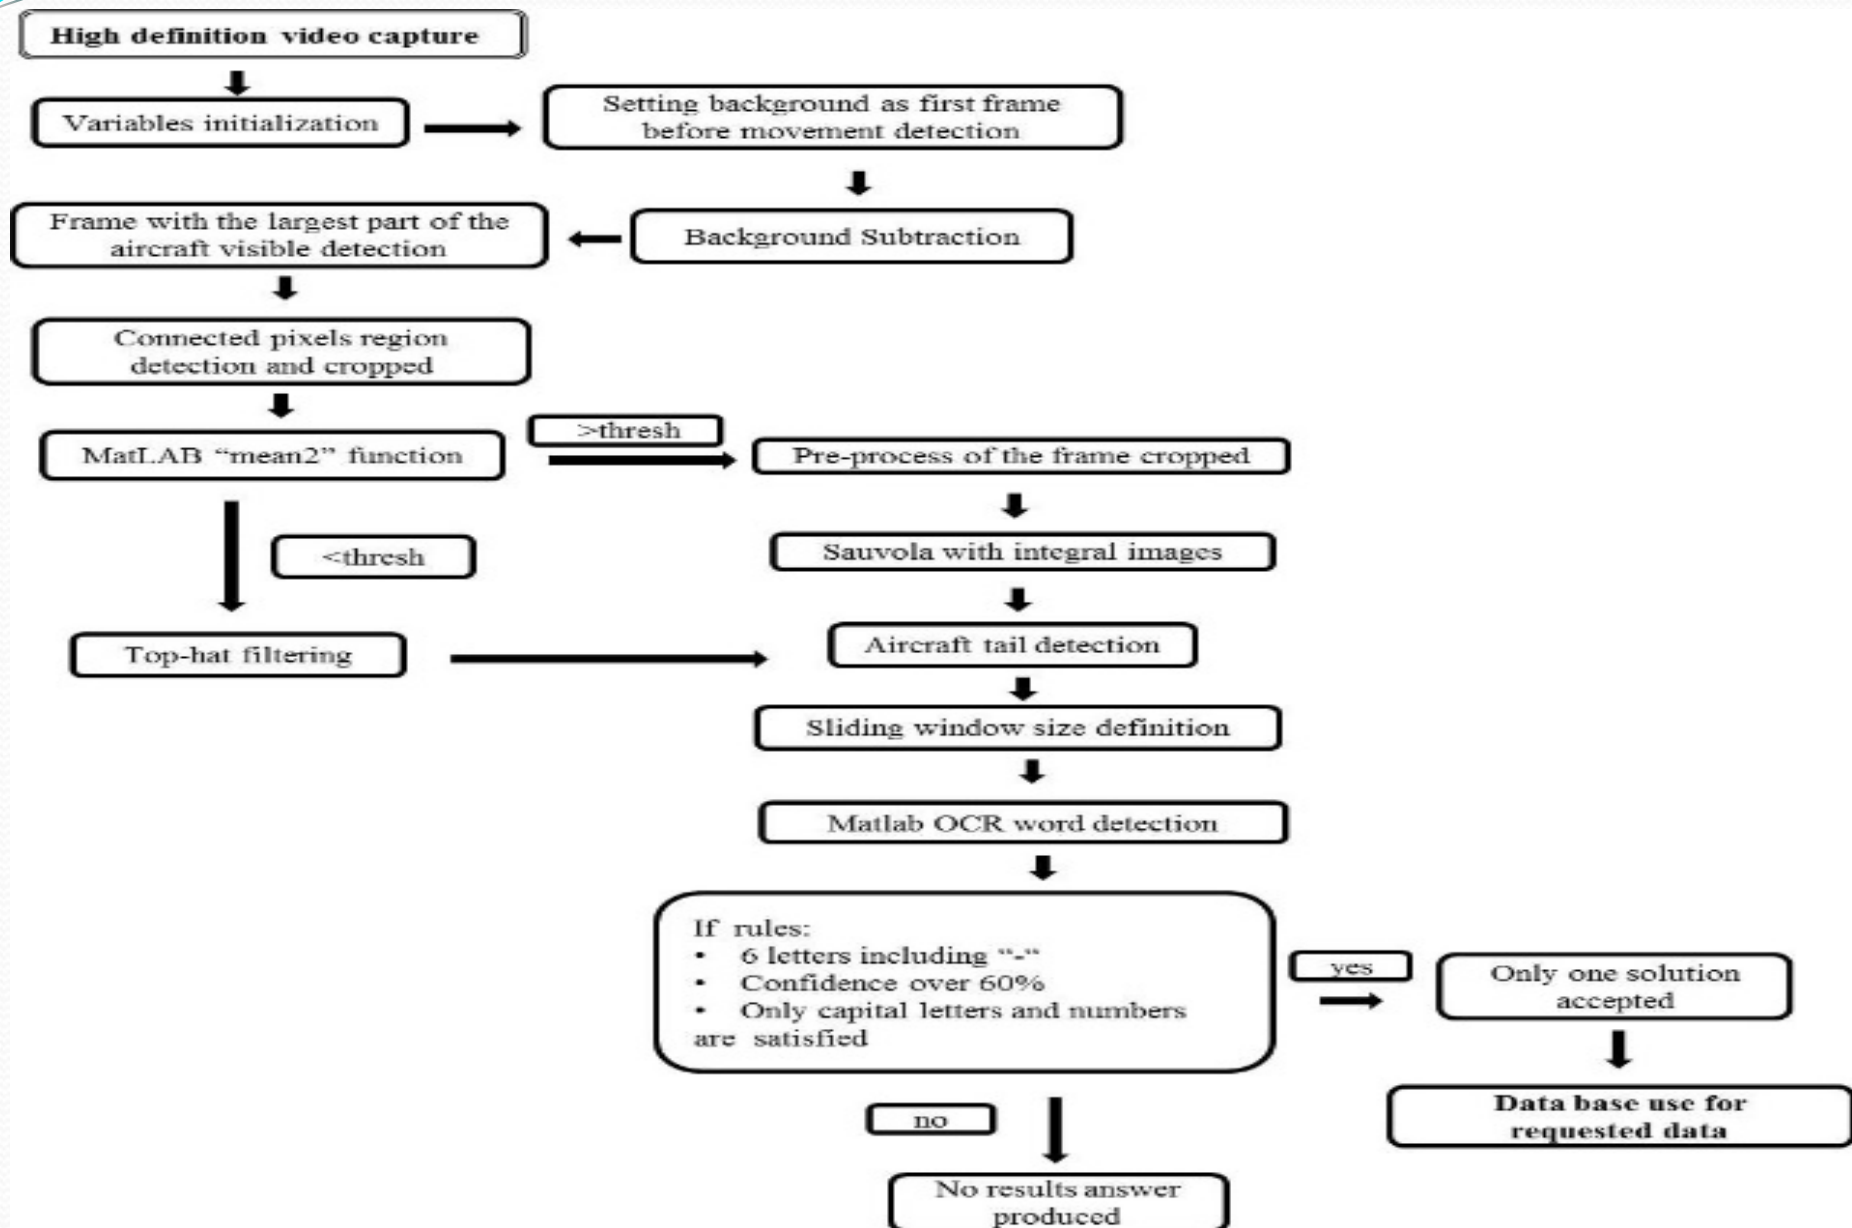 High definition video capture
Variables initialization
Setting background as first frame
before movement detection
Frame with the largest part of the
aircraft visible detection
Background Subtraction
Connected pixels region
detection and cropped
MatLAB “mean2” function
>thresh
Pre-process of the frame cropped
<thresh
Sauvola with integral images
Top-hat filtering
Aircraft tail detection
Sliding window size definition
Matlab OCR word detection
If rules:
• 6 letters including “-“
• Confidence over 60%
• Only capital letters and numbers
are satisfied
yes
Only one solution
accepted
Data base use for
requested data
no
No results answer
produced